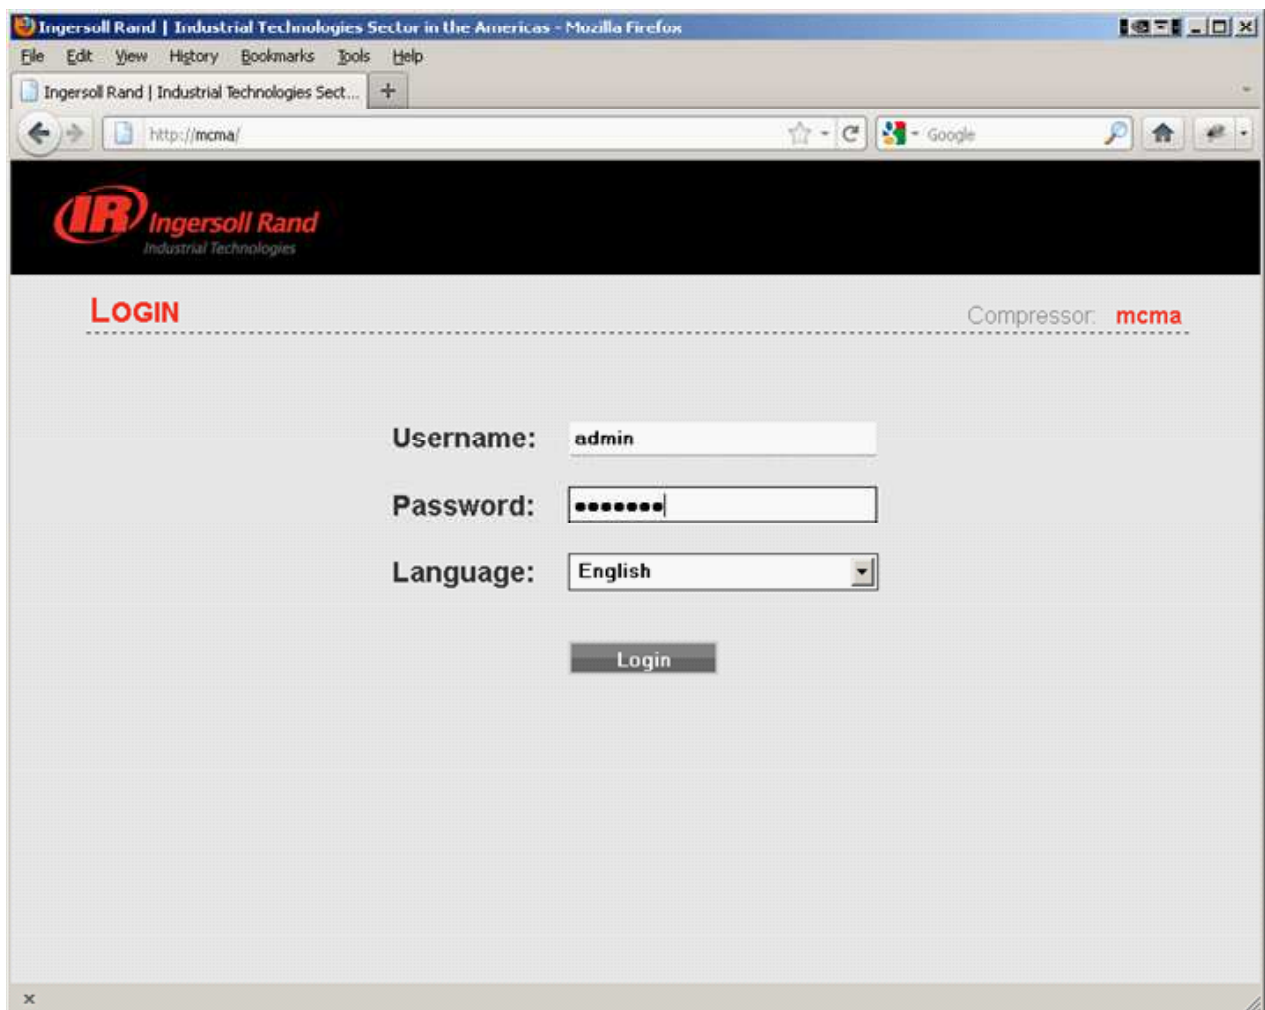 Ingersoll Rand | Industrial Technologies Sector in the Americas - Mozilla Firefox
File Edit View History Bookmarks Tools Help
Ingersoll Rand | Industrial Technologies Sect... +
http://mcma/ Google
IR Ingersoll Rand
Industrial Technologies
LOGIN Compressor: mcma
Username: admin
Password: •••••••
Language: English
Login